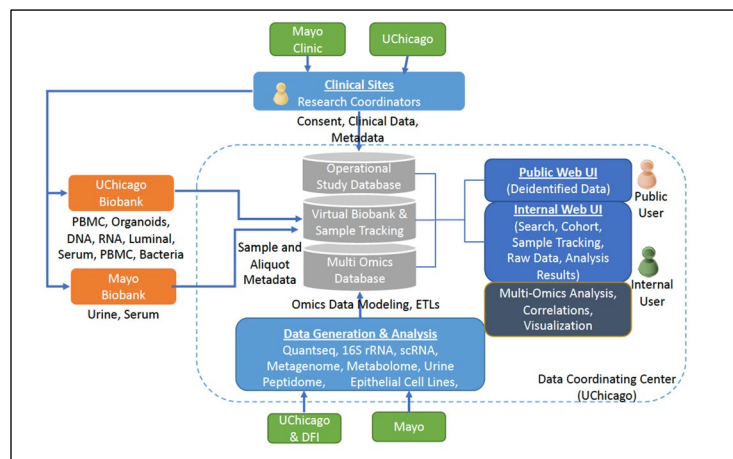 Mayo
Clinic
UChicago
Clinical Sites
Research Coordinators
Consent, Clinical Data,
Metadata
Operational
Study Database
Virtual Biobank &
Sample Tracking
Multi Omics
Database
UChicago
Biobank
PBMC, Organoids,
DNA, RNA, Luminal,
Serum, PBMC, Bacteria
Mayo
Biobank
Urine, Serum
Sample and
Aliquot
Metadata
Public Web UI
(Deidentified Data)
Public
User
Internal Web UI
(Search, Cohort,
Sample Tracking,
Raw Data, Analysis
Results)
Internal
User
Multi-Omics Analysis,
Correlations,
Visualization
Omics Data Modeling, ETLs
Data Generation & Analysis
Quantseq, 16S rRNA, scRNA,
Metagenome, Metabolome, Urine
Peptidome, Epithelial Cell Lines,
Data Coordinating Center
(UChicago)
UChicago
& DFI
Mayo